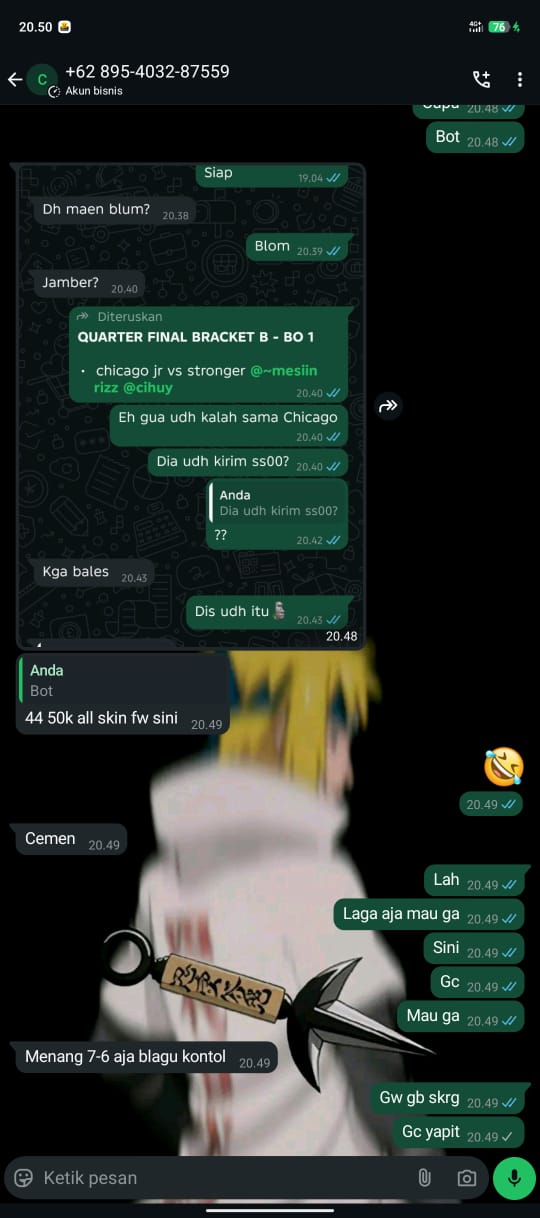 20.50
4G+
76
C
+62 895-4032-87559
Akun bisnis
20.48
Bot 20.48
Siap 19.04
Dh maen blum? 20.38
Blom 20.39
Jamber? 20.40
Diteruskan
QUARTER FINAL BRACKET B - BO 1
• chicago jr vs stronger @~mesiin
rizz @cihuy
20.40
Eh gua udh kalah sama Chicago
20.40
Dia udh kirim ss00? 20.40
Anda
Dia udh kirim ss00?
?? 20.42
Kga bales 20.43
Dis udh itu🗿 20.43
20.48
Anda
Bot
44 50k all skin fw sini 20.49
🤣
20.49
Cemen 20.49
Lah 20.49
Laga aja mau ga 20.49
Sini 20.49
Gc 20.49
Mau ga 20.49
Menang 7-6 aja blagu kontol 20.49
Gw gb skrg 20.49
Gc yapit 20.49
Ketik pesan